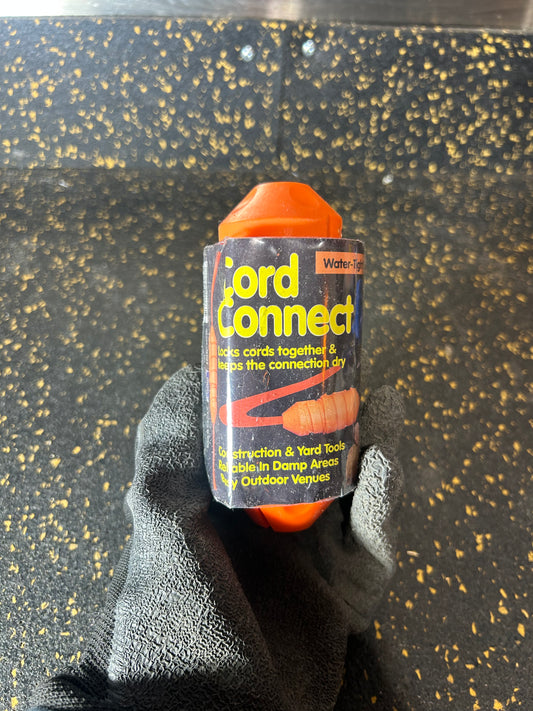 Water-Tight
Cord
Connect
Locks cords together &
keeps the connection dry
Construction & Yard Tools
Reliable In Damp Areas
Outdoor Venues